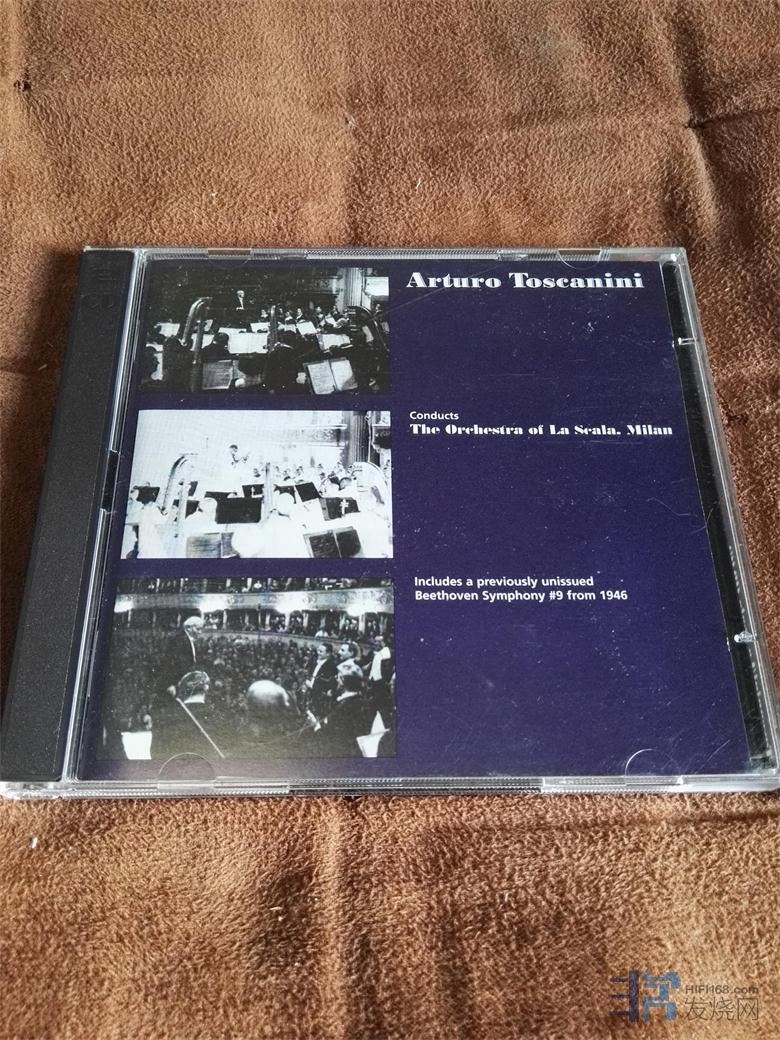 Arturo Toscanini
Conducts
The Orchestra of La Scala, Milan
Includes a previously unissued
Beethoven Symphony #9 from 1946
CD
HIFI168.com
发烧网